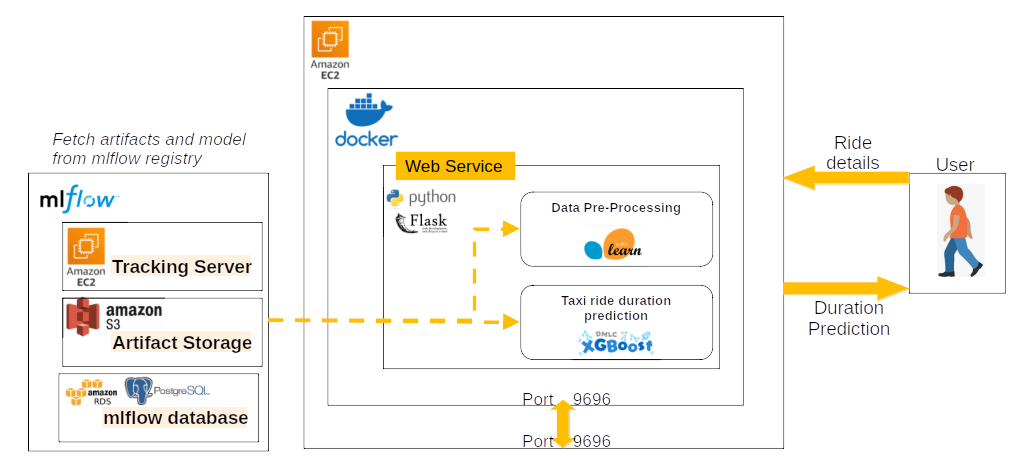 Fetch artifacts and model
from mlflow registry
mlflow
Amazon
EC2
Tracking Server
amazon
S3
Artifact Storage
amazon
RDS
PostgreSQL
mlflow database
Amazon
EC2
docker
Web Service
python
Flask
Data Pre-Processing
learn
Taxi ride duration
prediction
DMLC
XGBoost
Port 9696
Port 9696
Ride
details
User
Duration
Prediction